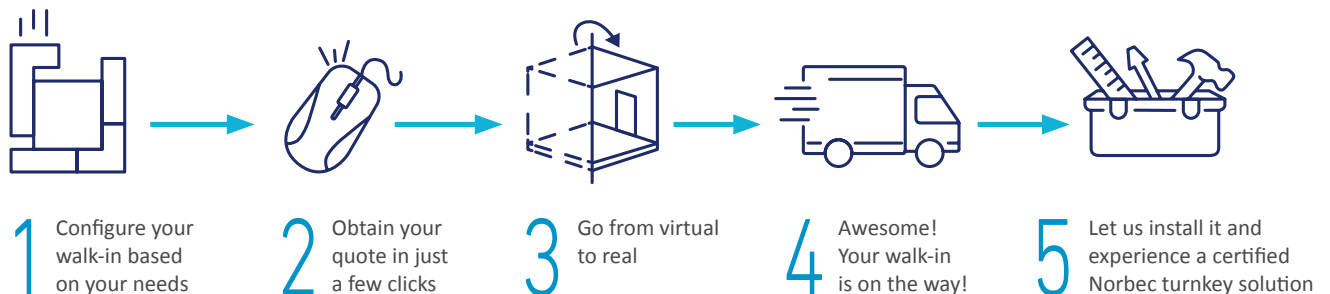 1
Configure your
walk-in based
on your needs
2
Obtain your
quote in just
a few clicks
3
Go from virtual
to real
4
Awesome!
Your walk-in
is on the way!
5
Let us install it and
experience a certified
Norbec turnkey solution